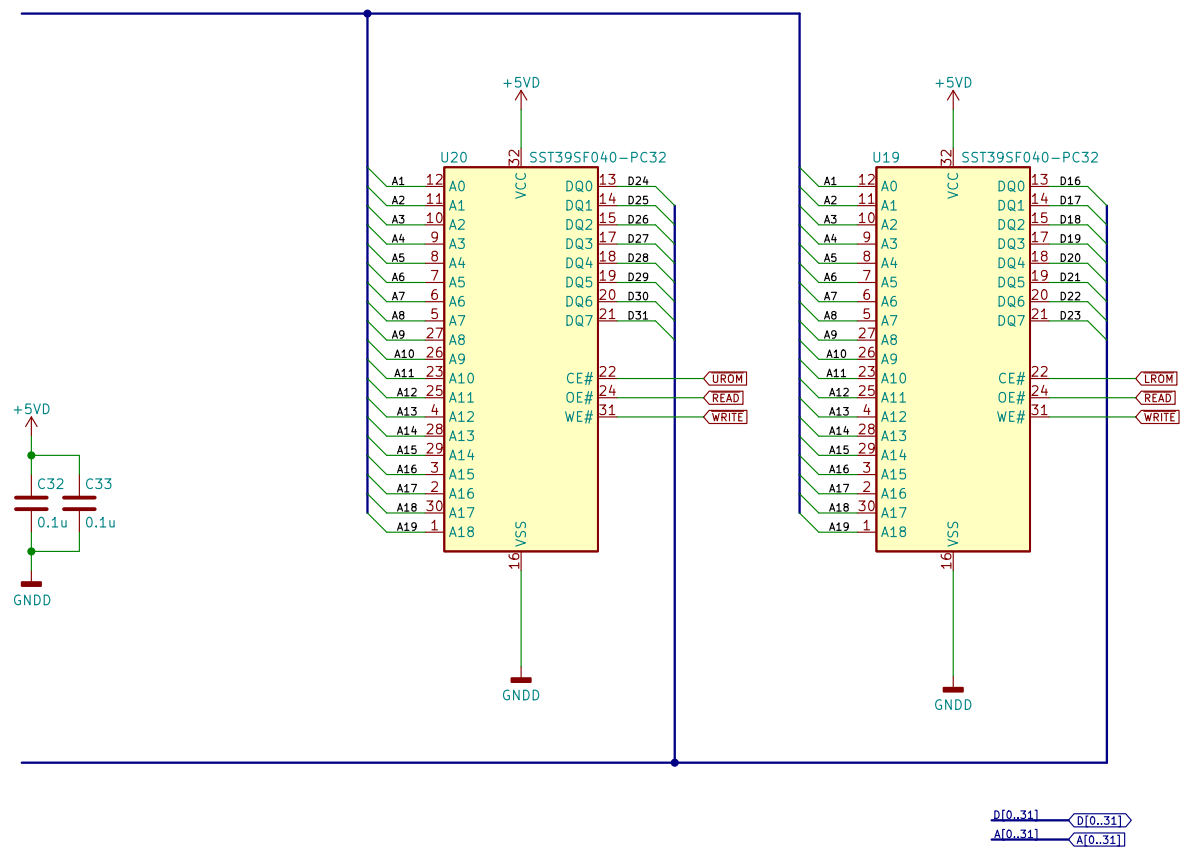 +5VD
+5VD
U20
SST39SF040-PC32
U19
SST39SF040-PC32
32
VCC
32
VCC
A1 12 A0 DQ0 13 D24
A2 11 A1 DQ1 14 D25
A3 10 A2 DQ2 15 D26
A4 9 A3 DQ3 17 D27
A5 8 A4 DQ4 18 D28
A6 7 A5 DQ5 19 D29
A7 6 A6 DQ6 20 D30
A8 5 A7 DQ7 21 D31
A9 27 A8
A10 26 A9
A11 23 A10 CE# 22 UROM
A12 25 A11 OE# 24 READ
A13 4 A12 WE# 31 WRITE
A14 28 A13
A15 29 A14
A16 3 A15
A17 2 A16
A18 30 A17
A19 1 A18
VSS
16
GNDD
A1 12 A0 DQ0 13 D16
A2 11 A1 DQ1 14 D17
A3 10 A2 DQ2 15 D18
A4 9 A3 DQ3 17 D19
A5 8 A4 DQ4 18 D20
A6 7 A5 DQ5 19 D21
A7 6 A6 DQ6 20 D22
A8 5 A7 DQ7 21 D23
A9 27 A8
A10 26 A9
A11 23 A10 CE# 22 LROM
A12 25 A11 OE# 24 READ
A13 4 A12 WE# 31 WRITE
A14 28 A13
A15 29 A14
A16 3 A15
A17 2 A16
A18 30 A17
A19 1 A18
VSS
16
GNDD
+5VD
C32 C33
0.1u 0.1u
GNDD
D[0..31] D[0..31]
A[0..31] A[0..31]